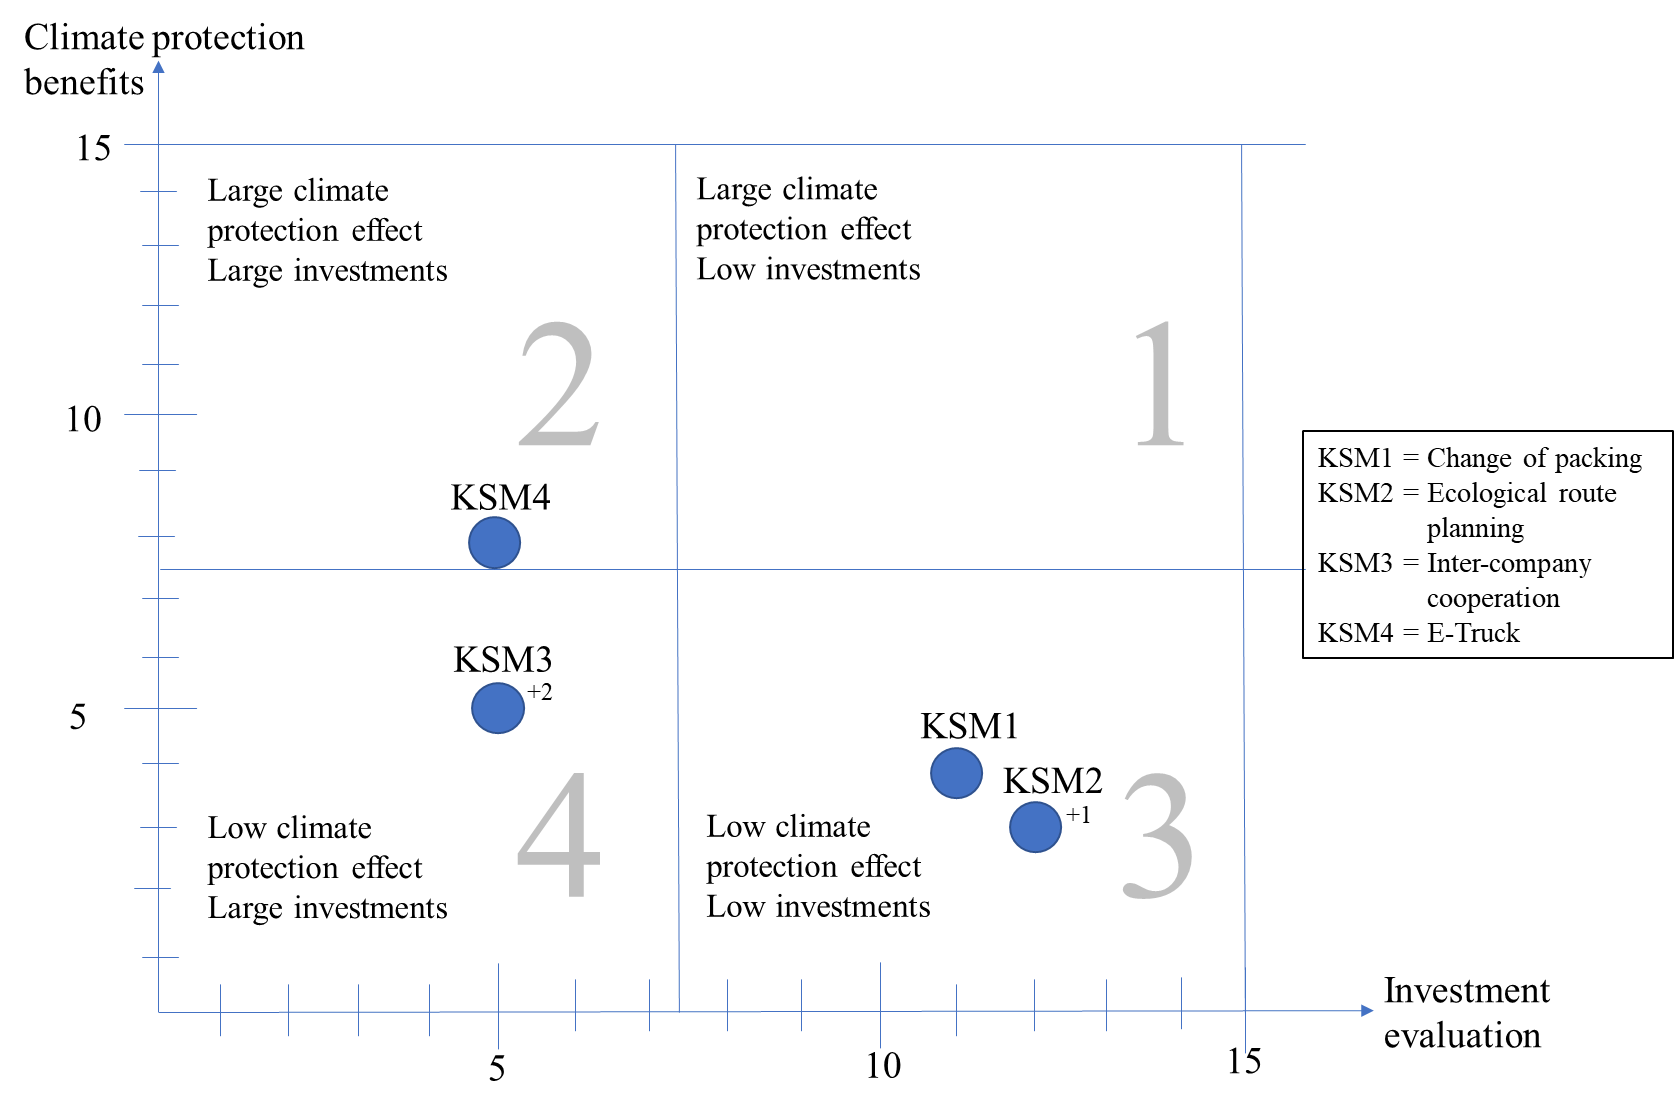 Climate protection
benefits
15
Large climate
protection effect
Large investments
Large climate
protection effect
Low investments
2
1
10
KSM4
KSM1 = Change of packing
KSM2 = Ecological route
planning
KSM3 = Inter-company
cooperation
KSM4 = E-Truck
KSM3
+2
5
KSM1
KSM2
+1
4
3
Low climate
protection effect
Large investments
Low climate
protection effect
Low investments
Investment
evaluation
5
10
15